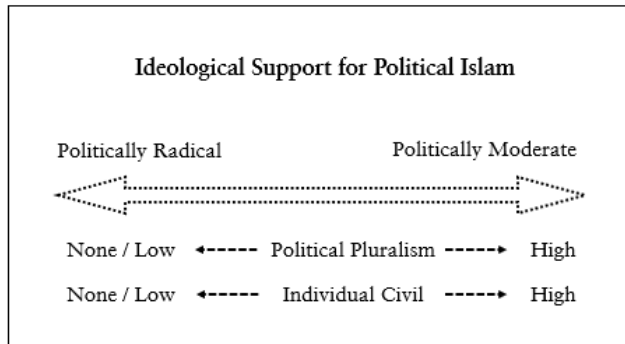 Ideological Support for Political Islam
Politically Radical Politically Moderate
None / Low Political Pluralism High
None / Low Individual Civil High